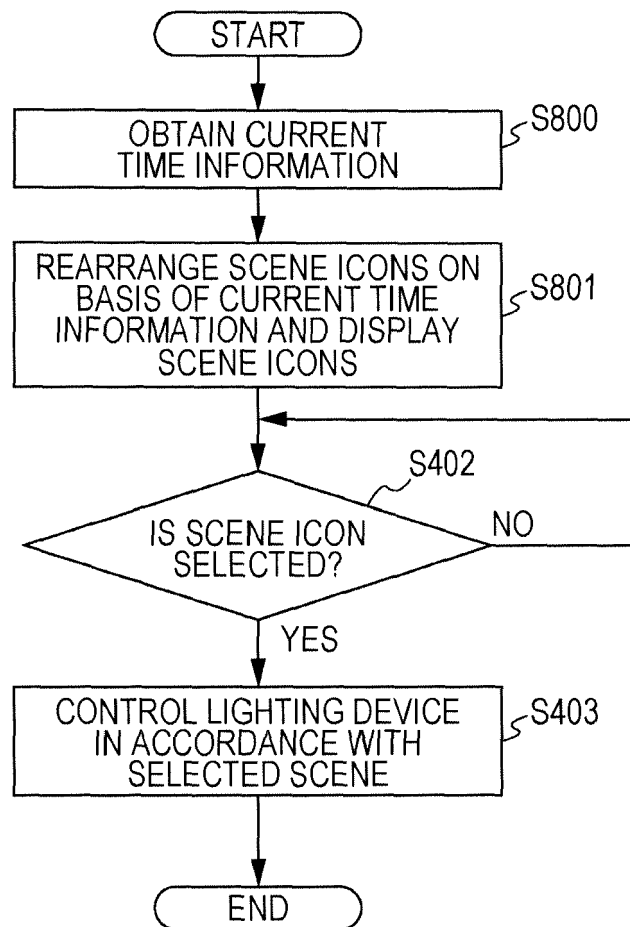 START
OBTAIN CURRENT
TIME INFORMATION
S800
REARRANGE SCENE ICONS ON
BASIS OF CURRENT TIME
INFORMATION AND DISPLAY
SCENE ICONS
S801
S402
IS SCENE ICON
SELECTED?
NO
YES
CONTROL LIGHTING DEVICE
IN ACCORDANCE WITH
SELECTED SCENE
S403
END